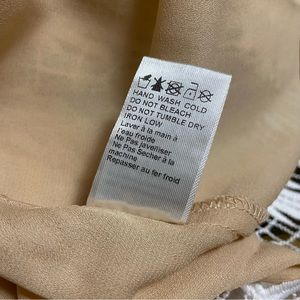 HAND WASH COLD
DO NOT BLEACH
DO NOT TUMBLE DRY
IRON LOW
Laver à la main à
l'eau froide
Ne Pas javelliser
Ne Pas Secher à la
machine
Repasser au fer froid